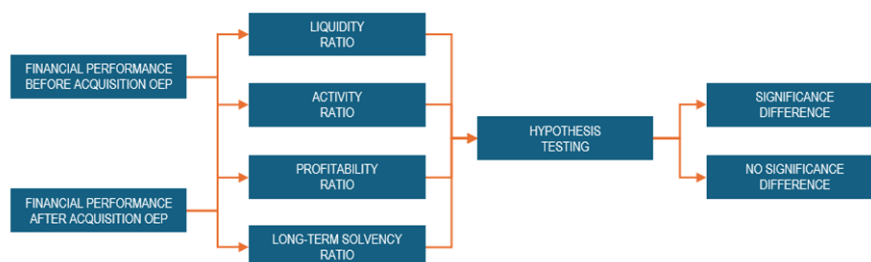 FINANCIAL PERFORMANCE
BEFORE ACQUISITION OEP
FINANCIAL PERFORMANCE
AFTER ACQUISITION OEP
LIQUIDITY
RATIO
ACTIVITY
RATIO
PROFITABILITY
RATIO
LONG-TERM SOLVENCY
RATIO
HYPOTHESIS
TESTING
SIGNIFICANCE
DIFFERENCE
NO SIGNIFICANCE
DIFFERENCE